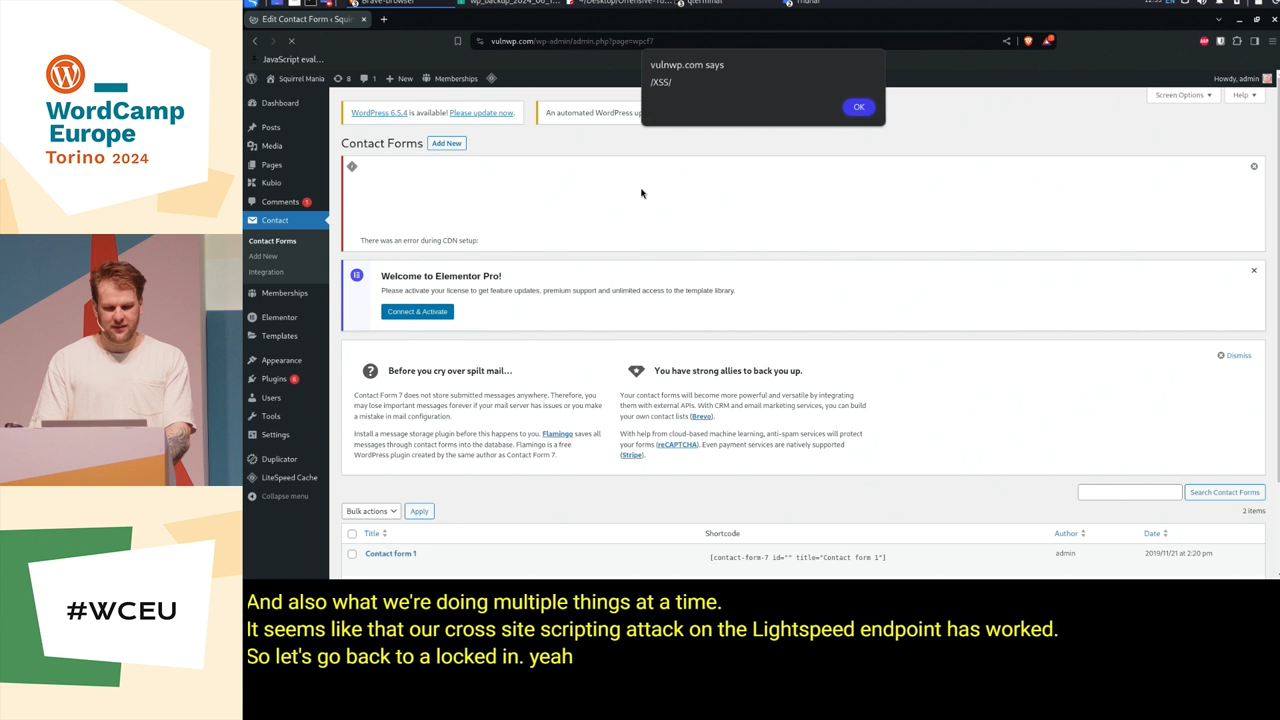 WordCamp
Europe
Torino 2024
#WCEU
Brave-browser
qterminal
Thunar
Edit Contact Form ‹ Squir
vulnwp.com/wp-admin/admin.php?page=wpcf7
JavaScript eval...
Squirrel Mania
8
1
+ New
Memberships
Howdy, admin
vulnwp.com says
/XSS/
OK
Screen Options
Help
Dashboard
Posts
Media
Pages
Kubio
Comments 1
Contact
Contact Forms
Add New
Integration
Memberships
Elementor
Templates
Appearance
Plugins 6
Users
Tools
Settings
Duplicator
LiteSpeed Cache
Collapse menu
WordPress 6.5.4 is available! Please update now.
An automated WordPress up
Contact Forms
Add New
There was an error during CDN setup:
Welcome to Elementor Pro!
Please activate your license to get feature updates, premium support and unlimited access to the template library.
Connect & Activate
Dismiss
Before you cry over spilt mail…
Contact Form 7 does not store submitted messages anywhere. Therefore, you
may lose important messages forever if your mail server has issues or you make
a mistake in mail configuration.
Install a message storage plugin before this happens to you. Flamingo saves all
messages through contact forms into the database. Flamingo is a free
WordPress plugin created by the same author as Contact Form 7.
You have strong allies to back you up.
Your contact forms will become more powerful and versatile by integrating
them with external APIs. With CRM and email marketing services, you can build
your own contact lists (Brevo).
With help from cloud-based machine learning, anti-spam services will protect
your forms (reCAPTCHA). Even payment services are natively supported
(Stripe).
Search Contact Forms
Bulk actions
Apply
2 items
Title
Shortcode
Author
Date
Contact form 1
[contact-form-7 id="" title="Contact form 1"]
admin
2019/11/21 at 2:20 pm
And also what we're doing multiple things at a time.
It seems like that our cross site scripting attack on the Lightspeed endpoint has worked.
So let's go back to a locked in. yeah